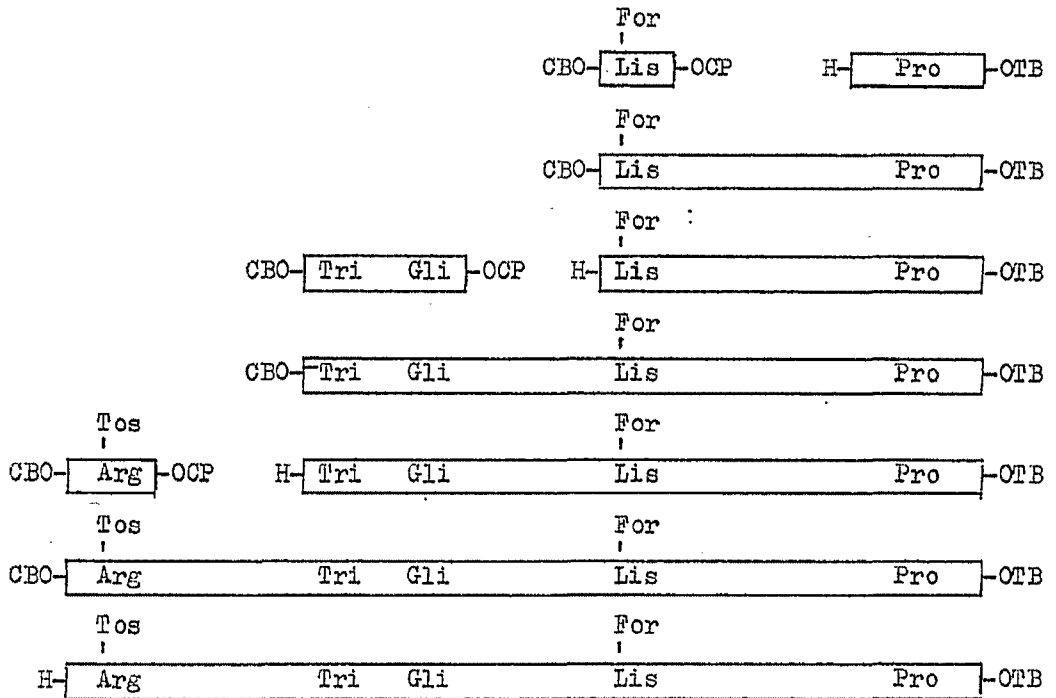 For
CBO- Lis -OCP H- Pro -OTB
For
CBO- Lis Pro -OTB
For
CBO- Tri Gli -OCP H- Lis Pro -OTB
For
CBO- Tri Gli Lis Pro -OTB
Tos For
CBO- Arg -OCP H- Tri Gli Lis Pro -OTB
Tos For
CBO- Arg Tri Gli Lis Pro -OTB
Tos For
H- Arg Tri Gli Lis Pro -OTB